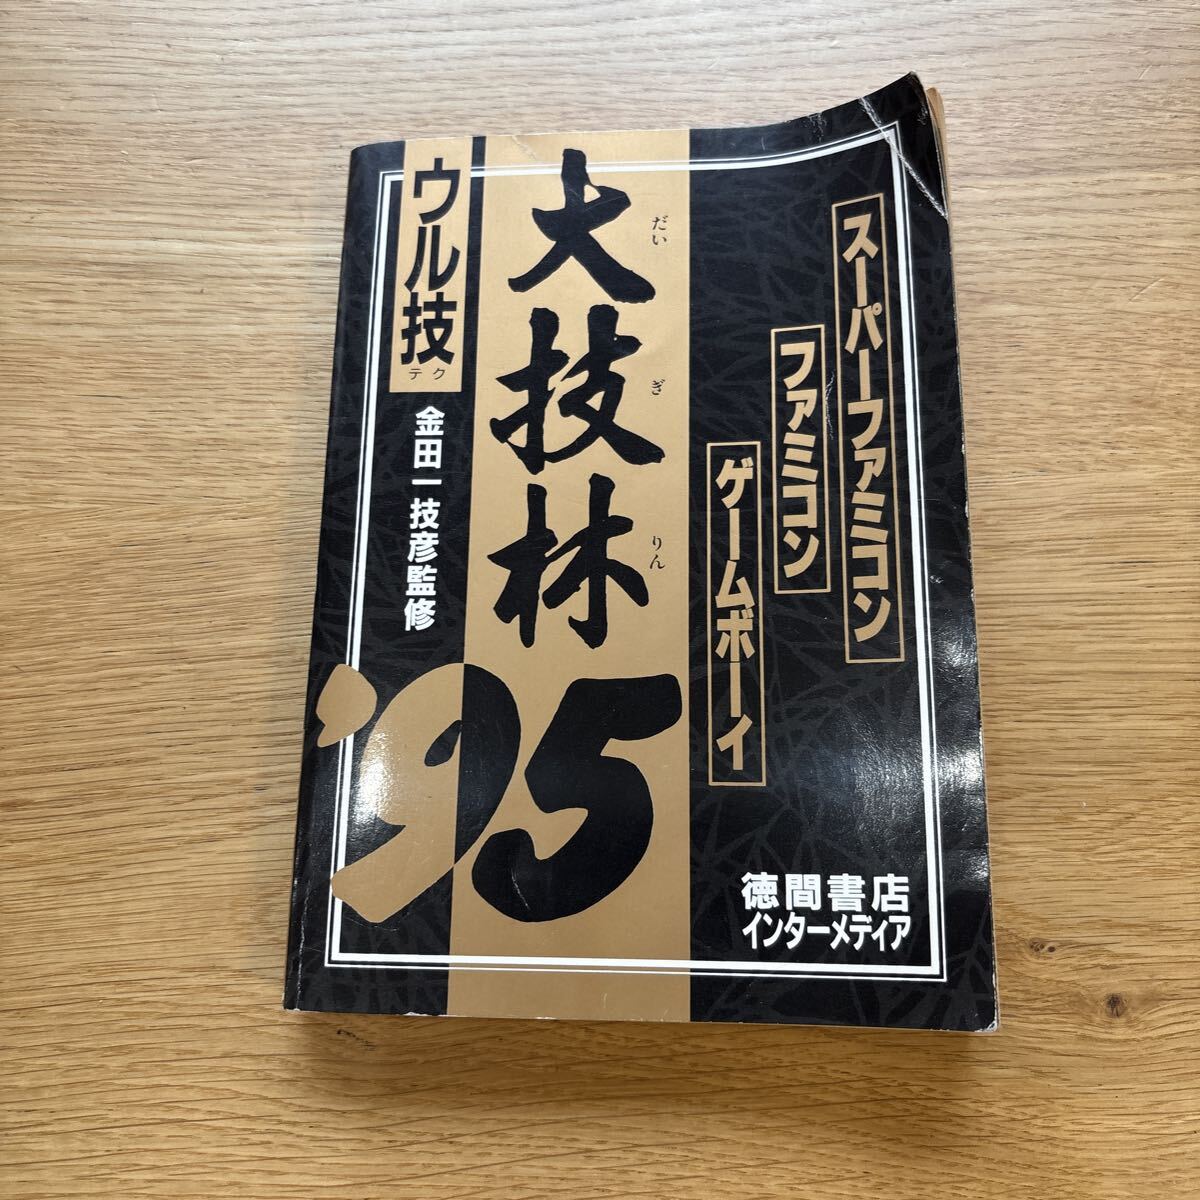 スーパーファミコン
ファミコン
ゲームボーイ
大技林
だい
ぎ
りん
'95
ウル技
テク
金田一技彦監修
徳間書店
インターメディア